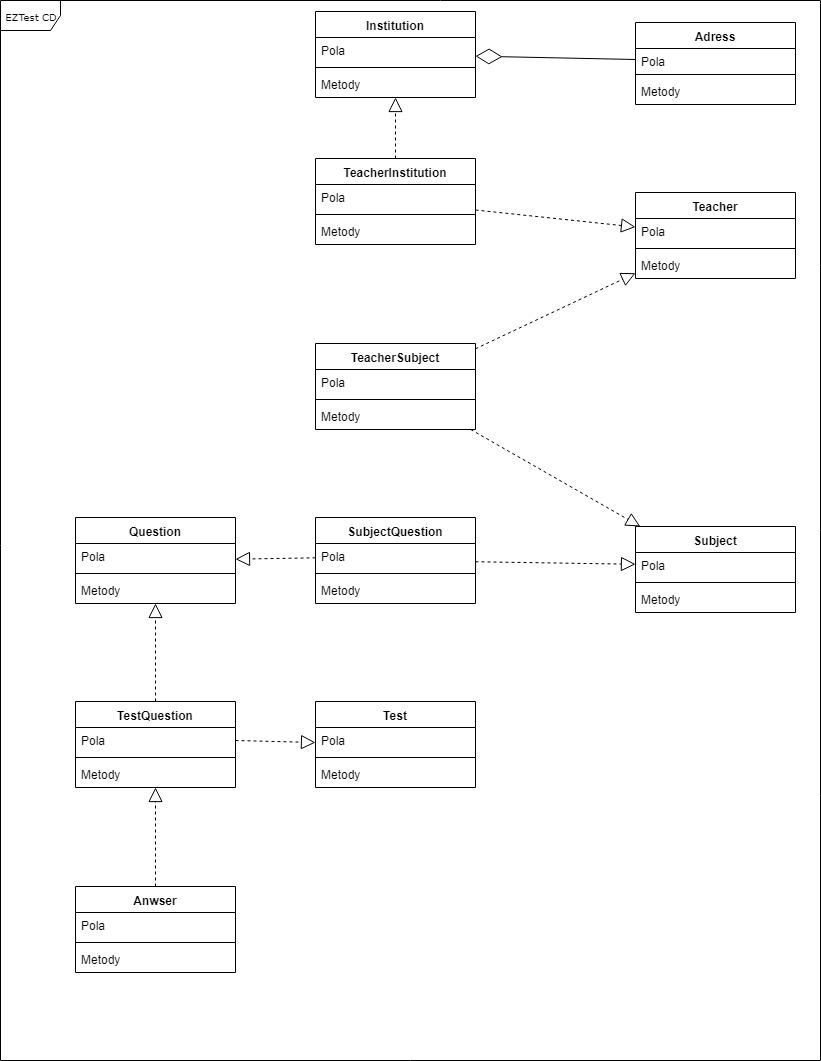 EZTest CD
Institution
Pola
Metody
Adress
Pola
Metody
TeacherInstitution
Pola
Metody
Teacher
Pola
Metody
TeacherSubject
Pola
Metody
Question
Pola
Metody
SubjectQuestion
Pola
Metody
Subject
Pola
Metody
TestQuestion
Pola
Metody
Test
Pola
Metody
Anwser
Pola
Metody